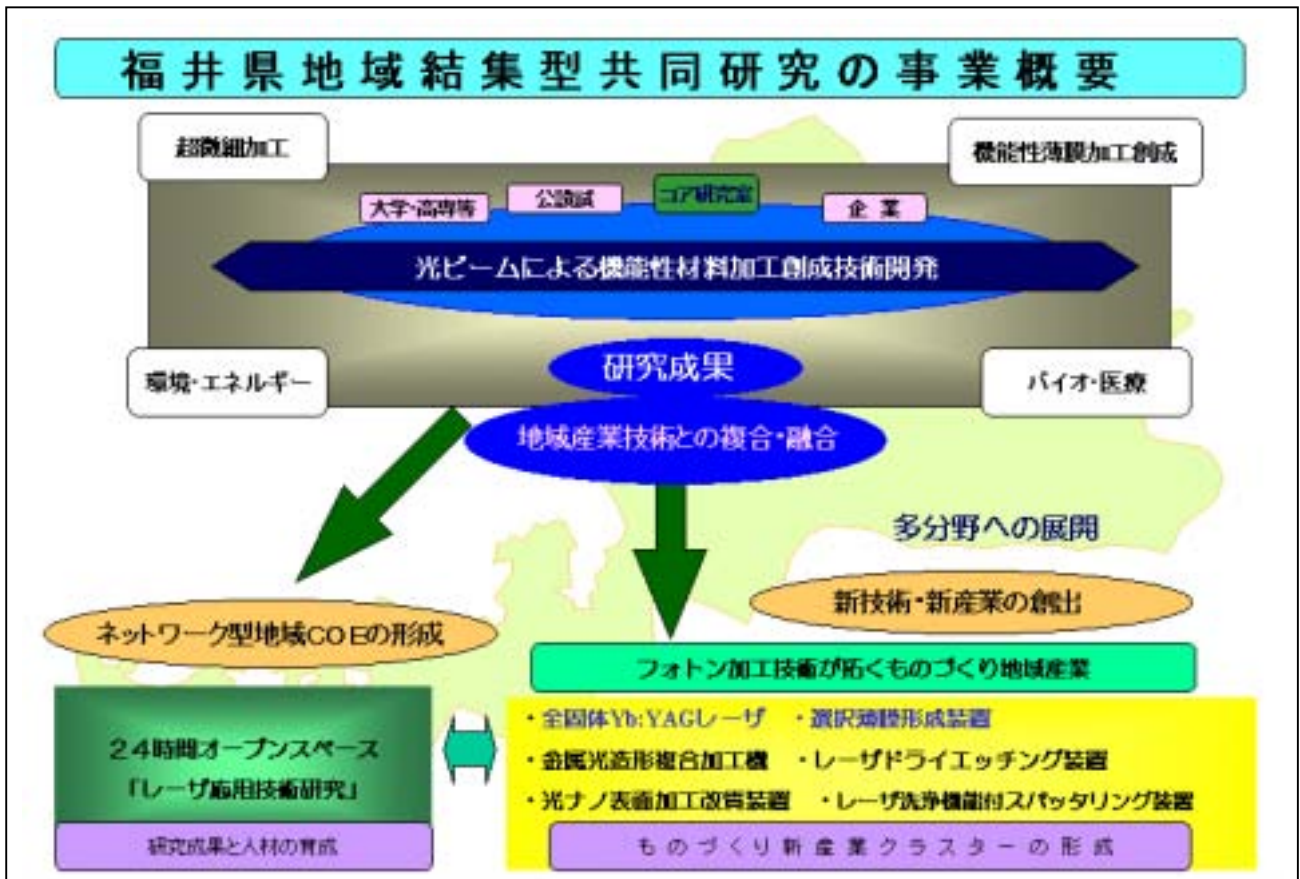 福井県地域結集型共同研究の事業概要
超微細加工
機能性薄膜加工創成
大学・高専等
公設試
コア研究室
企業
光ビームによる機能性材料加工創成技術開発
環境・エネルギー
研究成果
バイオ・医療
地域産業技術との複合・融合
多分野への展開
新技術・新産業の創出
ネットワーク型地域COEの形成
フォトン加工技術が拓くものづくり地域産業
・全固体Yb:YAGレーザ ・選択薄膜形成装置
・金属光造形複合加工機 ・レーザドライエッチング装置
・光ナノ表面加工改質装置 ・レーザ洗浄機能付スパッタリング装置
24時間オープンスペース
「レーザ応用技術研究」
研究成果と人材の育成
ものづくり新産業クラスターの形成